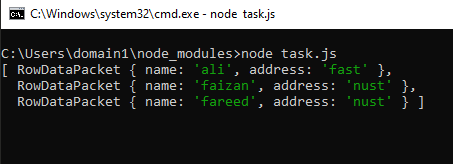 C:\Windows\system32\cmd.exe - node task.js
C:\Users\domain1\node_modules>node task.js
[ RowDataPacket { name: 'ali', address: 'fast' },
  RowDataPacket { name: 'faizan', address: 'nust' },
  RowDataPacket { name: 'fareed', address: 'nust' } ]